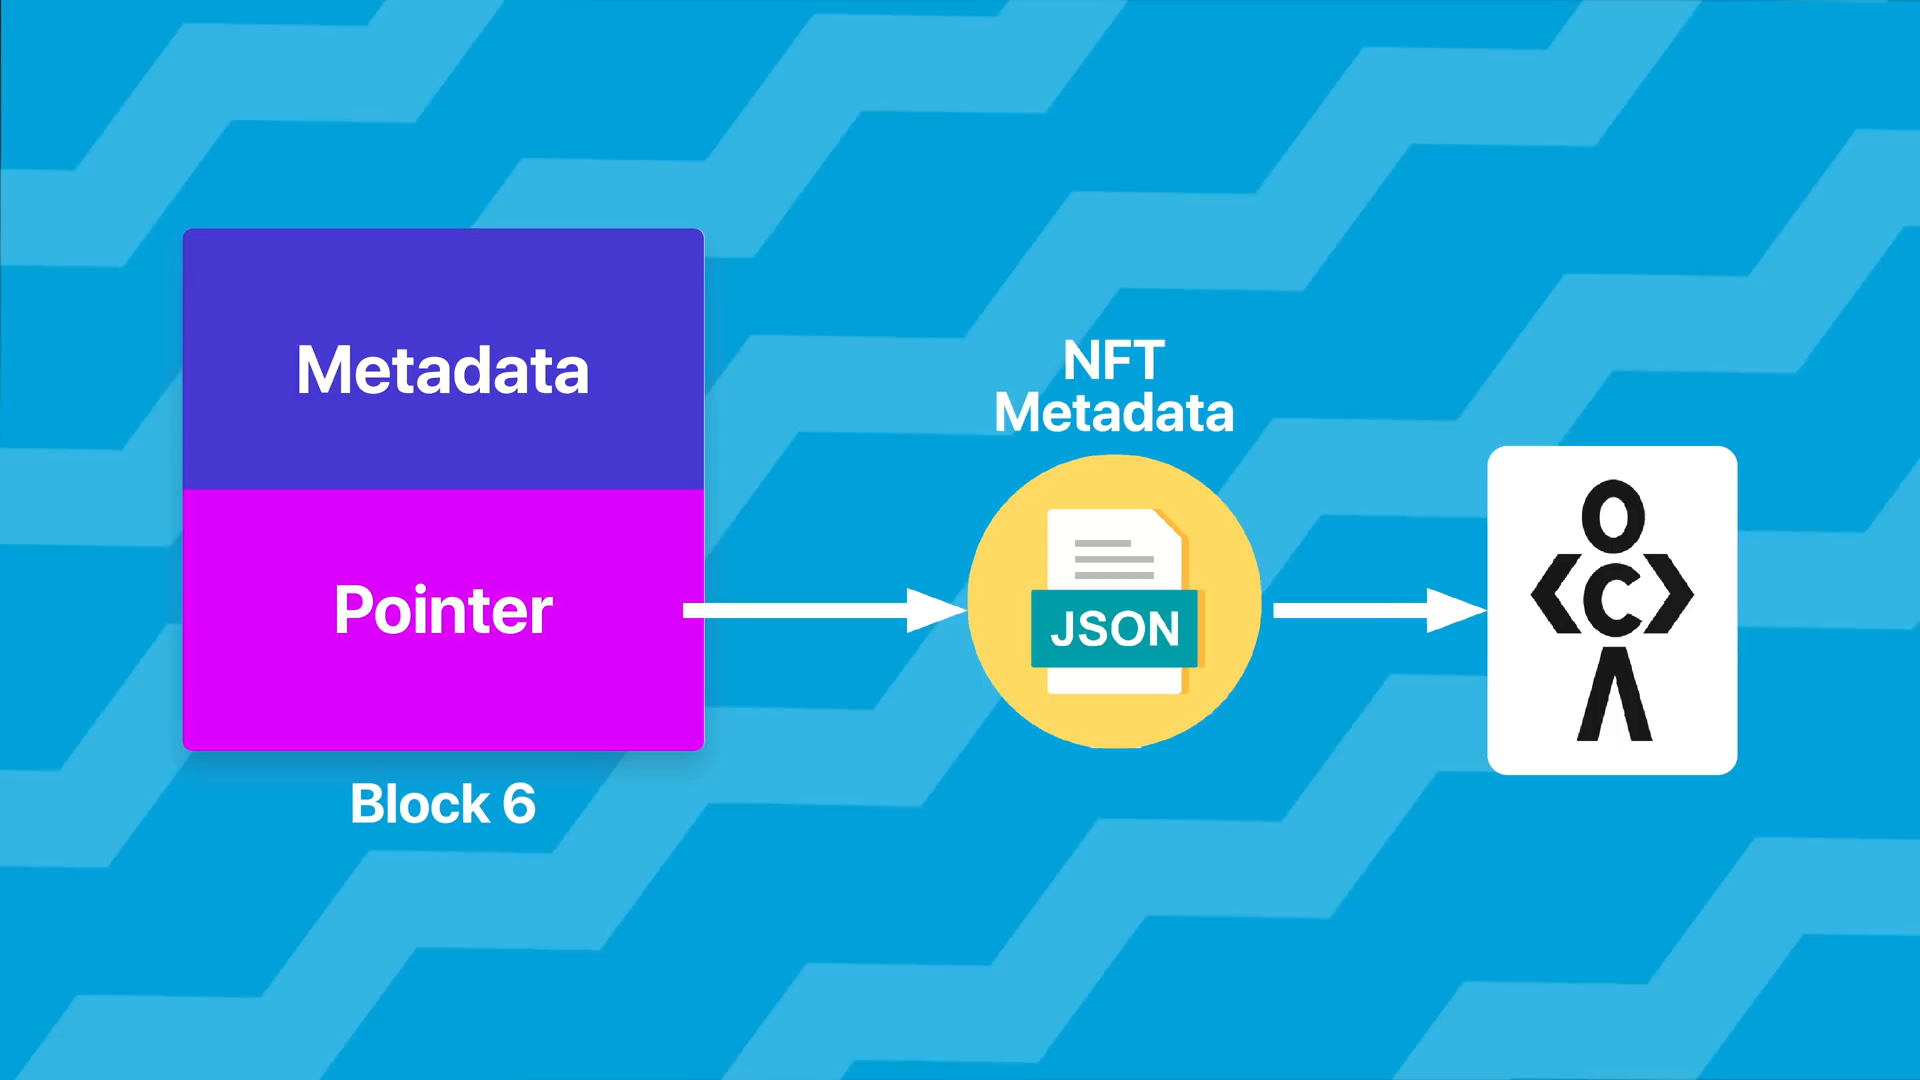 Metadata
Pointer
Block 6
NFT
Metadata
JSON
O
<C>
A